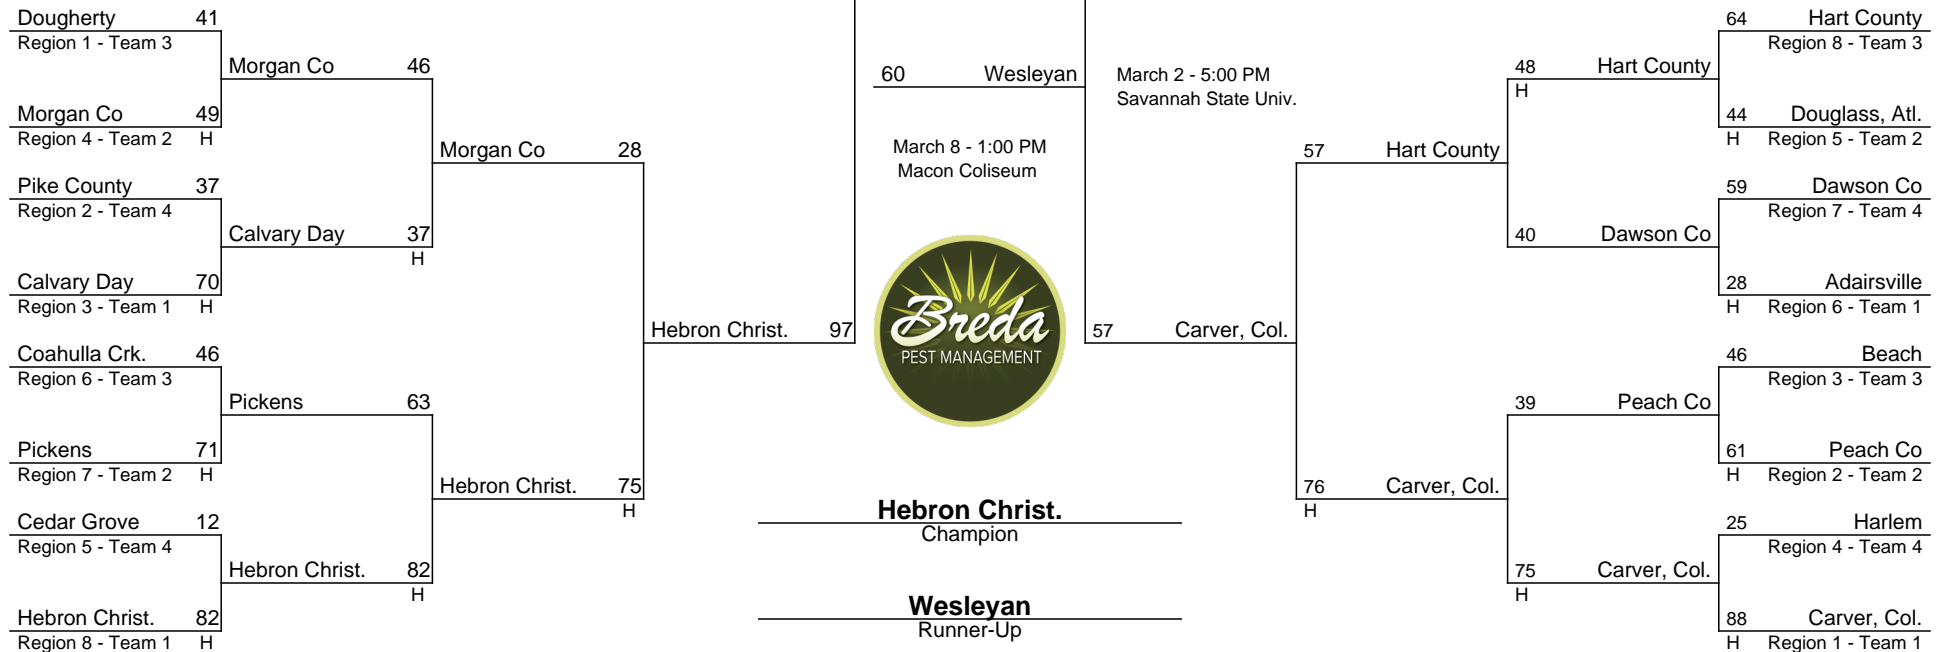 Dougherty 41
Region 1 - Team 3
Morgan Co 46
Morgan Co 49
Region 4 - Team 2 H
Morgan Co 28
Pike County 37
Region 2 - Team 4
Calvary Day 37
H
Calvary Day 70
Region 3 - Team 1 H
Hebron Christ. 97
Coahulla Crk. 46
Region 6 - Team 3
Pickens 63
Pickens 71
Region 7 - Team 2 H
Hebron Christ. 75
H
Cedar Grove 12
Region 5 - Team 4
Hebron Christ. 82
H
Hebron Christ. 82
Region 8 - Team 1 H
60 Wesleyan
March 8 - 1:00 PM
Macon Coliseum
Breda
PEST MANAGEMENT
Hebron Christ.
Champion
Wesleyan
Runner-Up
March 2 - 5:00 PM
Savannah State Univ.
57 Carver, Col.
57 Hart County
76 Carver, Col.
H
48 Hart County
H
40 Dawson Co
39 Peach Co
75 Carver, Col.
H
64 Hart County
Region 8 - Team 3
44 Douglass, Atl.
H Region 5 - Team 2
59 Dawson Co
Region 7 - Team 4
28 Adairsville
H Region 6 - Team 1
46 Beach
Region 3 - Team 3
61 Peach Co
H Region 2 - Team 2
25 Harlem
Region 4 - Team 4
88 Carver, Col.
H Region 1 - Team 1